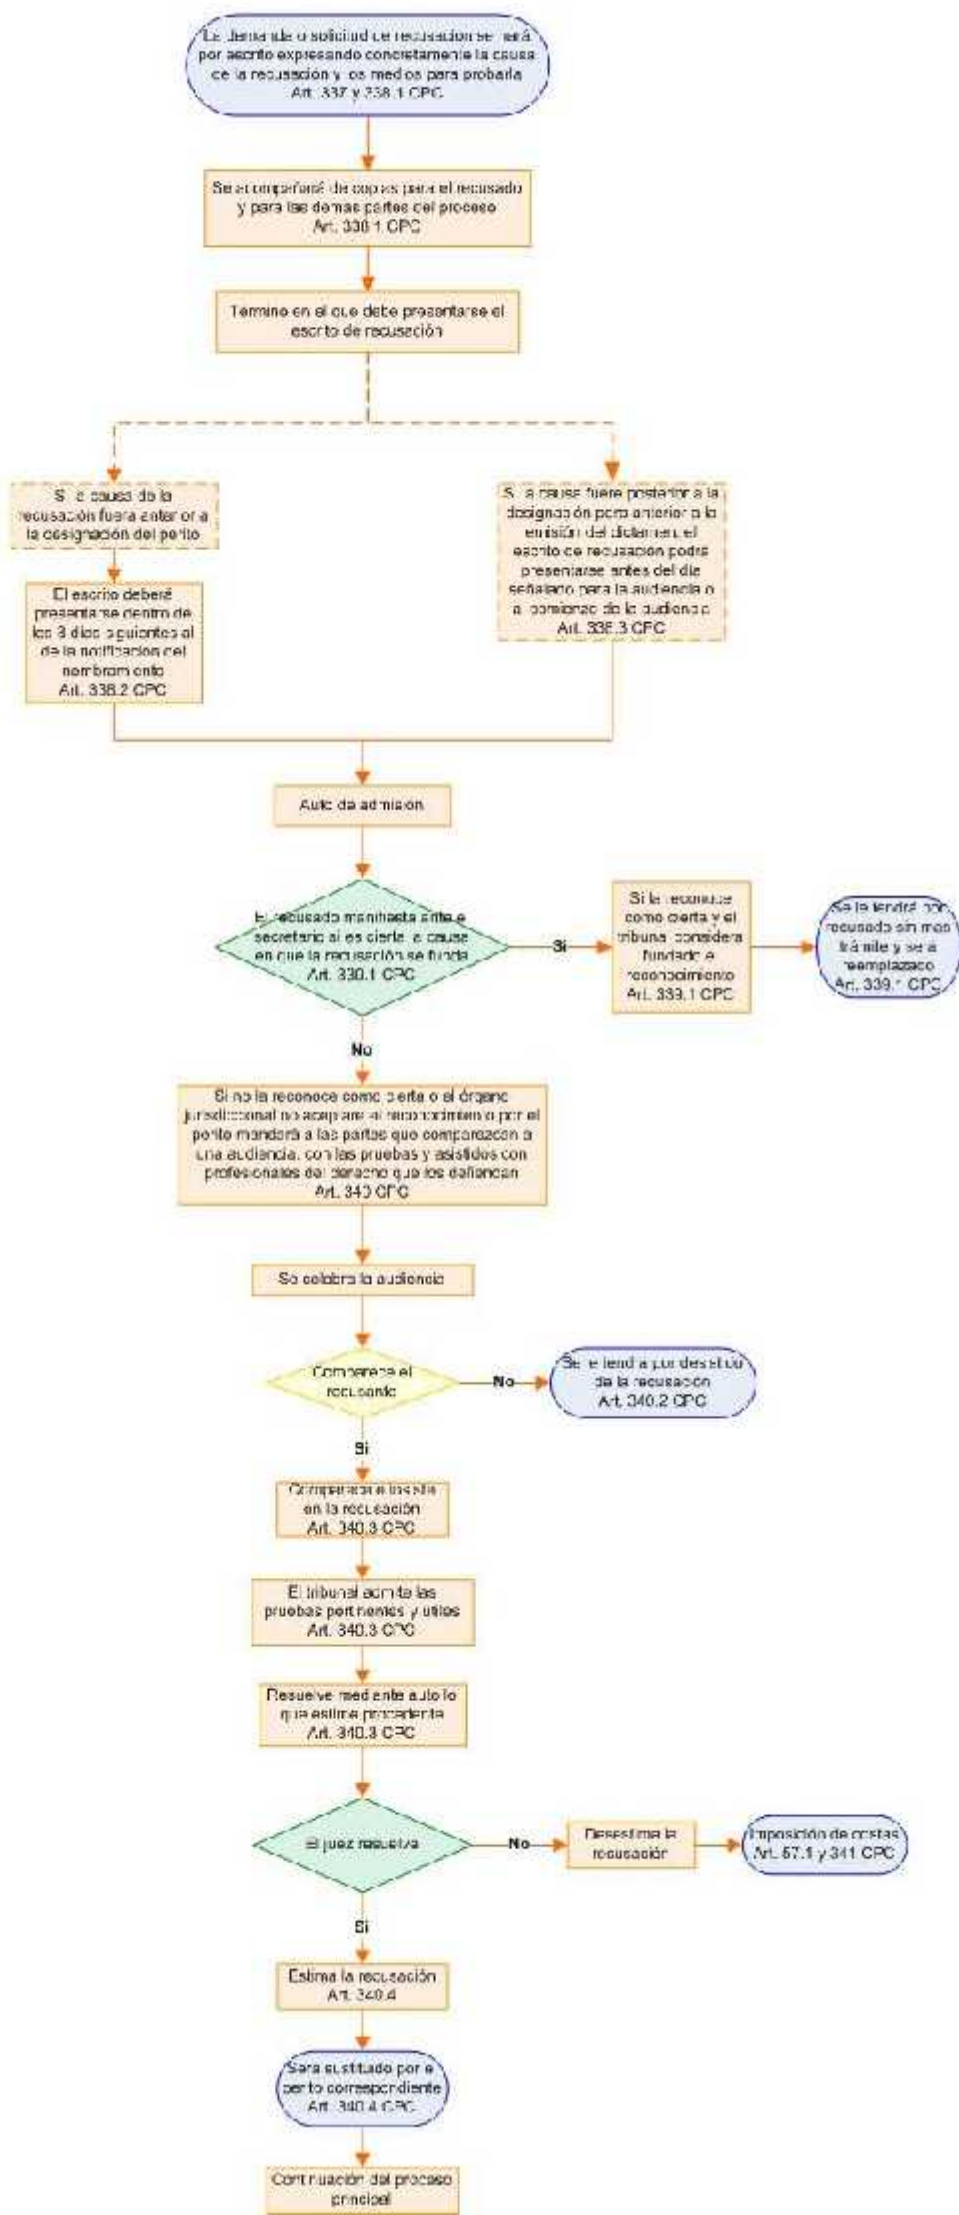 La demanda o solicitud de recusación se hará
por escrito expresando concretamente la causa
de la recusación y los medios para probarla
Art. 337 y 338.1 CPC
Se acompañará de copias para el recusado
y para las demas partes del proceso
Art. 338.1 CPC
Termino en el que debe presentarse el
escrito de recusación
Si la causa de la
recusación fuera anterior a
la designación del perito
El escrito deberá
presentarse dentro de
los 3 días siguientes al
de la notificación del
nombramiento
Art. 338.2 CPC
Si la causa fuere posterior a la
designación pero anterior a la
emisión del dictamen el
escrito de recusación podrá
presentarse antes del día
señalado para la audiencia o
al comienzo de la audiencia
Art. 338.3 CPC
Auto de admisión
El recusado manifiesta ante el
secretario si es cierta la causa
en que la recusación se funda
Art. 339.1 CPC
Si
Si la reconoce
como cierta y el
tribunal considera
fundado el
reconocimiento
Art. 339.1 CPC
Se le tendrá por
recusado sin mas
trámite y será
reemplazado
Art. 339.1 CPC
No
Si no la reconoce como cierta o el órgano
jurisdiccional no aceptare el reconocimiento por el
perito mandará a las partes que comparezcan a
una audiencia, con las pruebas y asistidos con
profesionales del derecho que los defiendan
Art. 340 CPC
Se celebra la audiencia
Comparece el
recusante
No
Se le tendrá por desistido
de la recusación
Art. 340.2 CPC
Si
Comparece e insiste
en la recusación
Art. 340.3 CPC
El tribunal admite las
pruebas pertinentes y utiles
Art. 340.3 CPC
Resuelve mediante auto lo
que estime procedente
Art. 340.3 CPC
El juez resuelve
No
Desestima la
recusación
Imposición de costas
Art. 57.1 y 341 CPC
Si
Estima la recusación
Art. 340.4
Sera sustituido por el
perito correspondiente
Art. 340.4 CPC
Continuación del proceso
principal